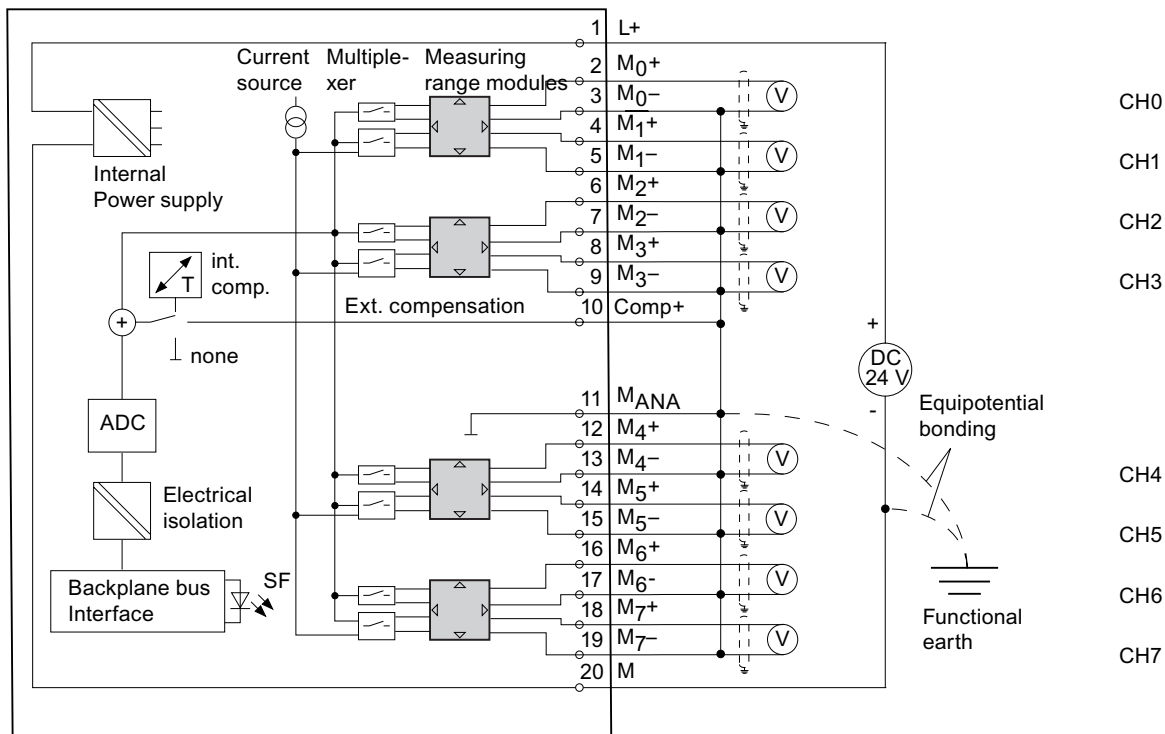 1 L+
Current source
Multiple-xer
Measuring range modules
2 M0+
3 M0-
CH0
4 M1+
5 M1-
CH1
Internal Power supply
6 M2+
7 M2-
CH2
8 M3+
9 M3-
CH3
int. comp.
T
10 Comp+
Ext. compensation
+
none
+
DC 24 V
-
11 MANA
Equipotential bonding
ADC
12 M4+
13 M4-
CH4
14 M5+
15 M5-
CH5
Electrical isolation
16 M6+
17 M6-
CH6
18 M7+
19 M7-
CH7
Backplane bus Interface
SF
Functional earth
20 M
V
V
V
V
V
V
V
V